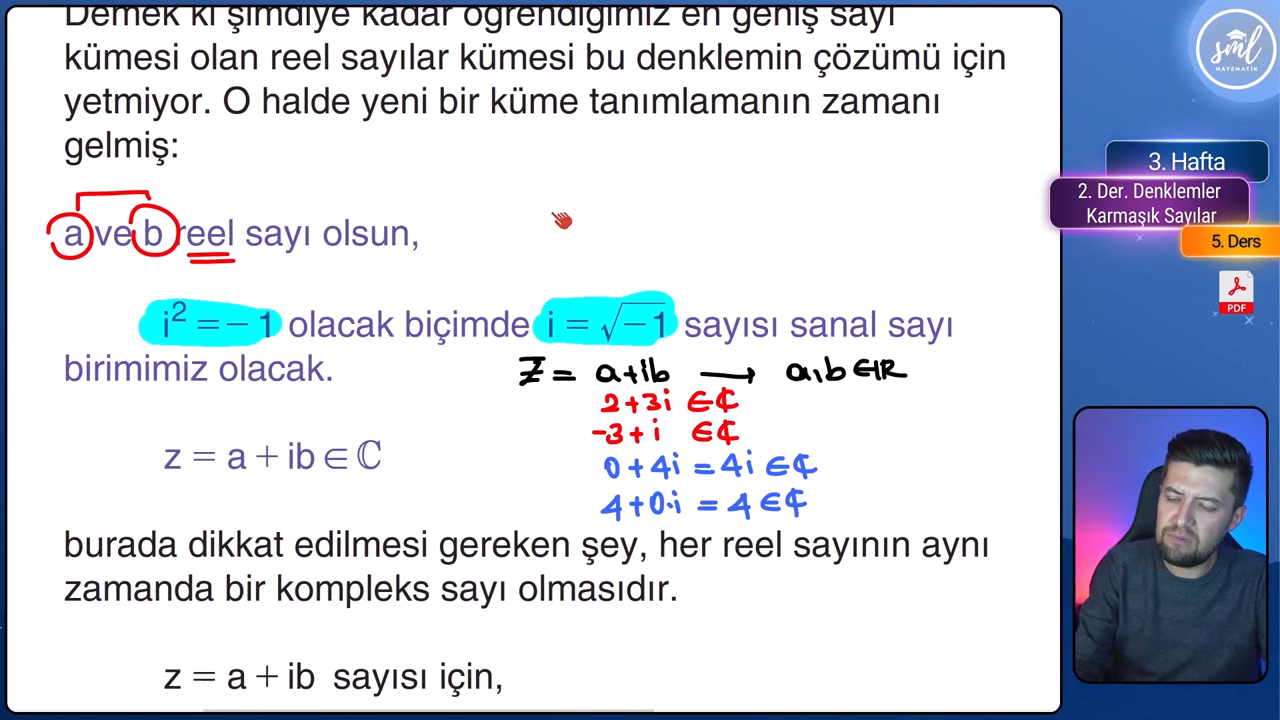 Demek ki şimdiye kadar öğrendiğimiz en geniş sayı
kümesi olan reel sayılar kümesi bu denklemin çözümü için
yetmiyor. O halde yeni bir küme tanımlamanın zamanı
gelmiş:
a ve b reel sayı olsun,
i² = −1 olacak biçimde i = √−1 sayısı sanal sayı
birimimiz olacak.
z = a+ib → a,b∈ℝ
2+3i ∈ ℂ
-3+i ∈ ℂ
z = a + ib ∈ ℂ
0+4i = 4i ∈ ℂ
4+0.i = 4 ∈ ℂ
burada dikkat edilmesi gereken şey, her reel sayının aynı
zamanda bir kompleks sayı olmasıdır.
z = a + ib sayısı için,
sml
MATEMATİK
3. Hafta
2. Der. Denklemler
Karmaşık Sayılar
5. Ders
PDF